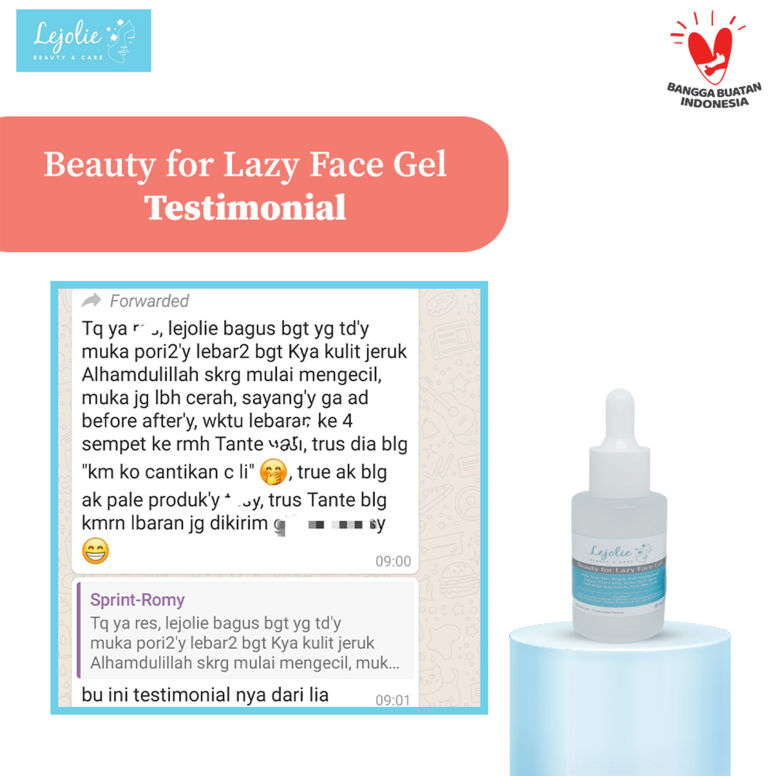 Lejolie
BEAUTY & CARE
BANGGA BUATAN
INDONESIA
Beauty for Lazy Face Gel
Testimonial
Forwarded
Tq ya, lejolie bagus bgt yg td'y
muka pori2'y lebar2 bgt Kya kulit jeruk
Alhamdulillah skrg mulai mengecil,
muka jg lbh cerah, sayang'y ga ad
before after'y, wktu lebaran ke 4
sempet ke rmh Tante, trus dia blg
"km ko cantikan c li" 🤭, true ak blg
ak pale produk'y, trus Tante blg
kmrn lbaran jg dikirim
😁
09:00
Sprint-Romy
Tq ya res, lejolie bagus bgt yg td'y
muka pori2'y lebar2 bgt Kya kulit jeruk
Alhamdulillah skrg mulai mengecil, muk...
bu ini testimonial nya dari lia
09:01
Lejolie
BEAUTY & CARE
Beauty for Lazy Face Gel